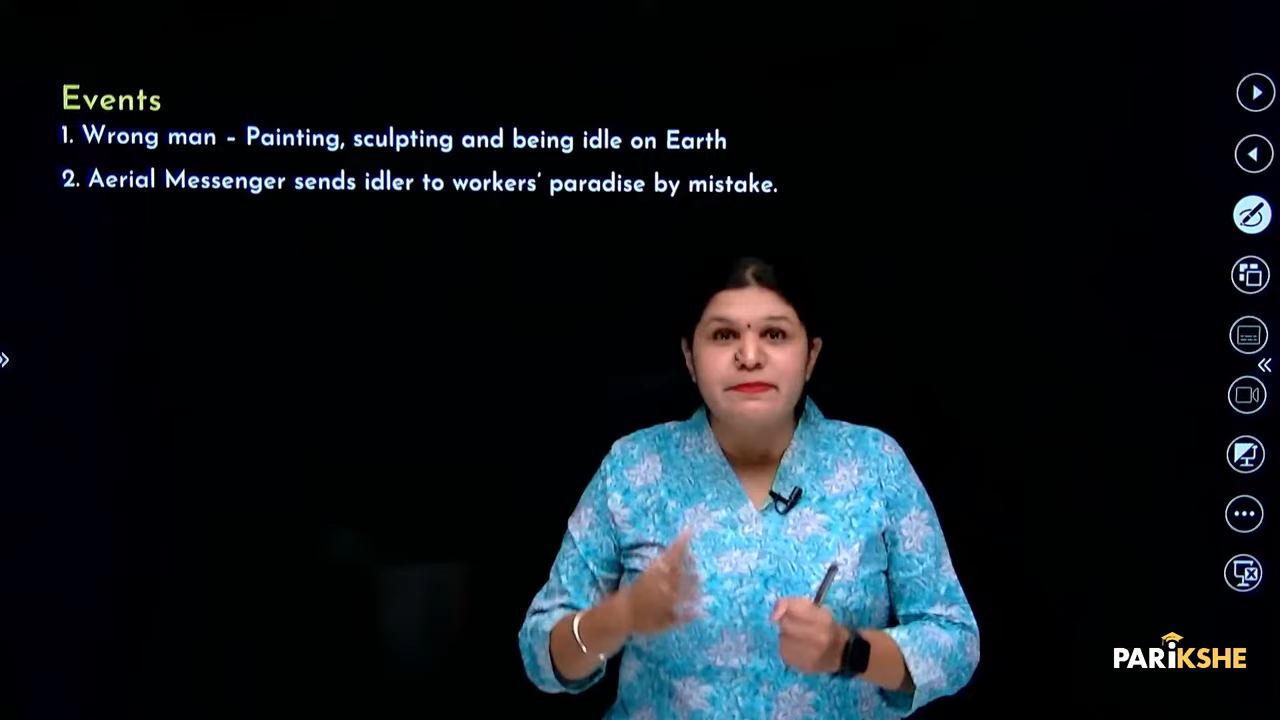 Events
1. Wrong man – Painting, sculpting and being idle on Earth
2. Aerial Messenger sends idler to workers' paradise by mistake.
PARIKSHE